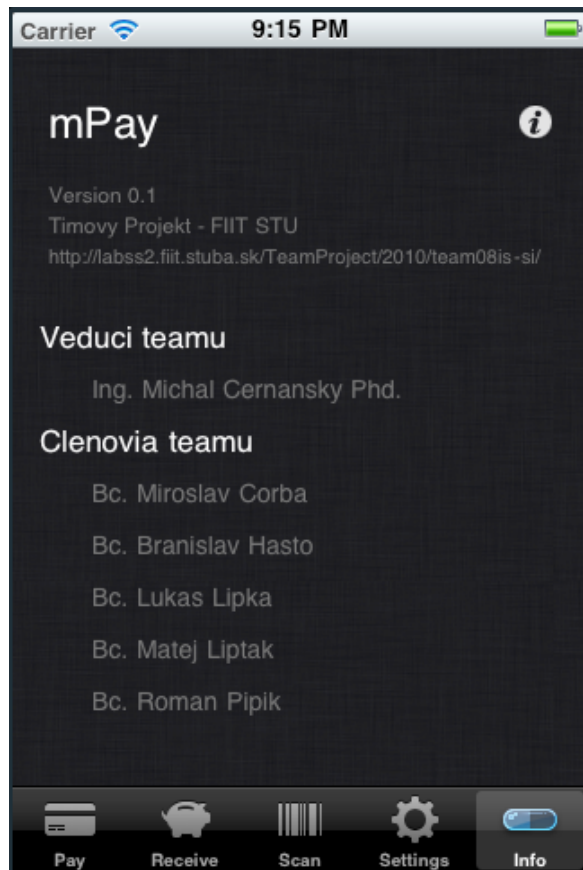 Carrier 9:15 PM
mPay
Version 0.1
Timovy Projekt - FIIT STU
http://labss2.fiit.stuba.sk/TeamProject/2010/team08is-si/
Veduci teamu
Ing. Michal Cernansky Phd.
Clenovia teamu
Bc. Miroslav Corba
Bc. Branislav Hasto
Bc. Lukas Lipka
Bc. Matej Liptak
Bc. Roman Pipik
Pay Receive Scan Settings Info